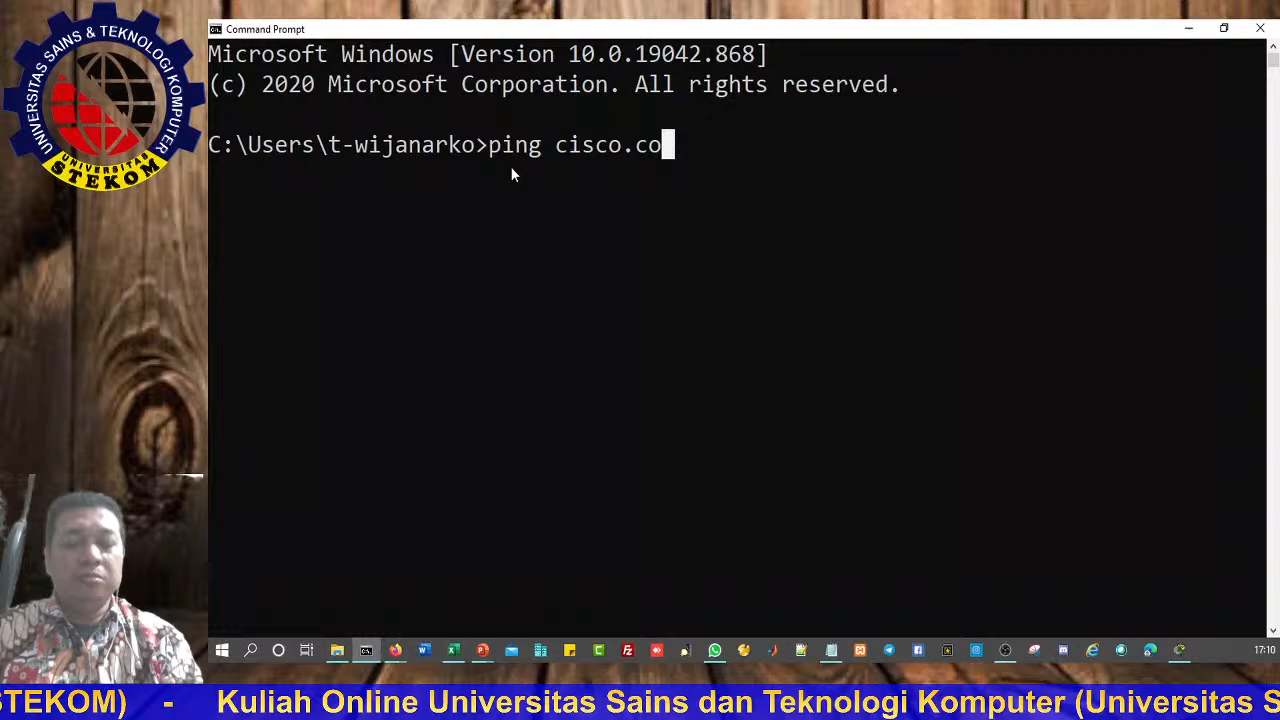 UNIVERSITAS SAINS & TEKNOLOGI KOMPUTER
UNIVERSITAS
STEKOM
Command Prompt
Microsoft Windows [Version 10.0.19042.868]
(c) 2020 Microsoft Corporation. All rights reserved.
C:\Users\t-wijanarko>ping cisco.co
17:10
STEKOM) - Kuliah Online Universitas Sains dan Teknologi Komputer (Universitas S